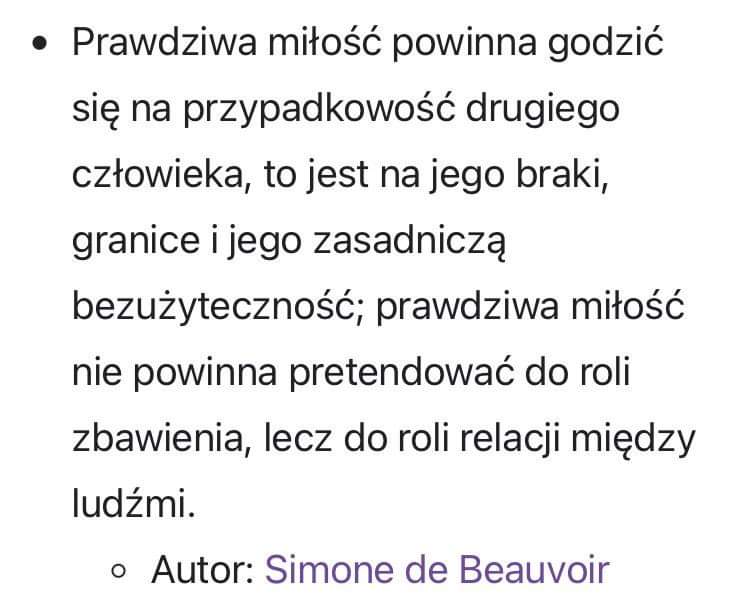 • Prawdziwa miłość powinna godzić
się na przypadkowość drugiego
człowieka, to jest na jego braki,
granice i jego zasadniczą
bezużyteczność; prawdziwa miłość
nie powinna pretendować do roli
zbawienia, lecz do roli relacji między
ludźmi.
◦ Autor: Simone de Beauvoir